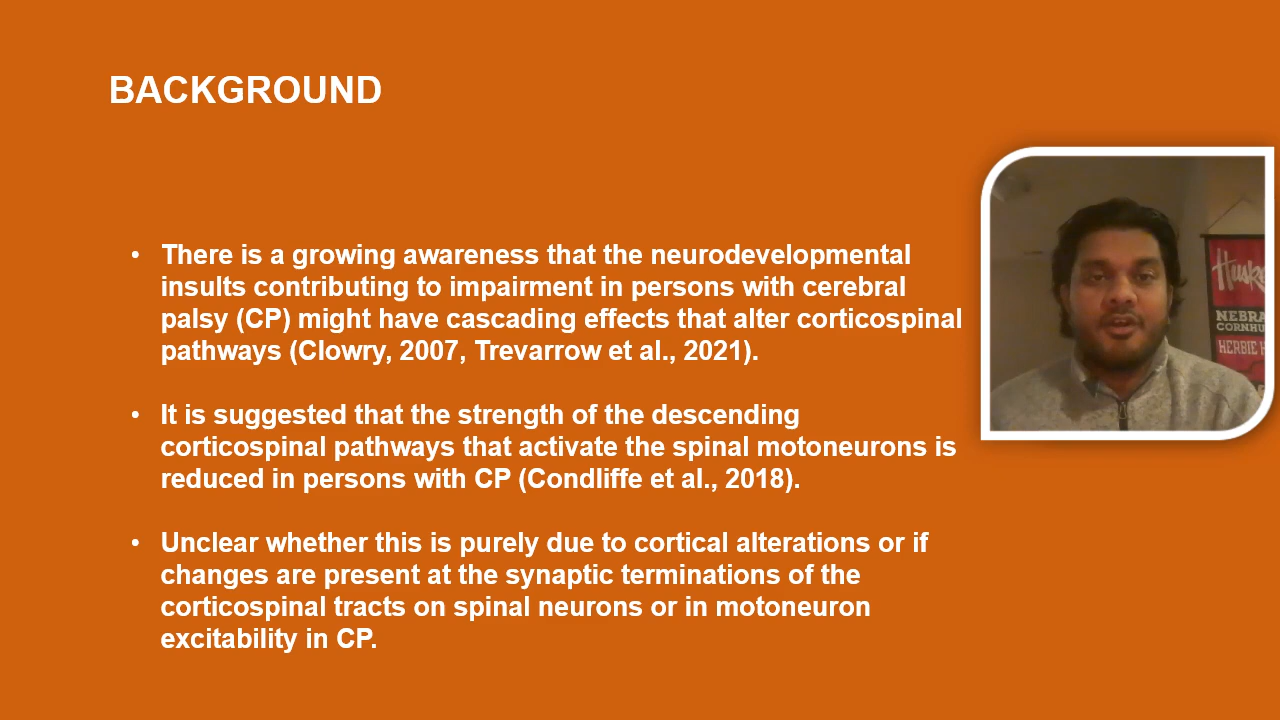 BACKGROUND
• There is a growing awareness that the neurodevelopmental
insults contributing to impairment in persons with cerebral
palsy (CP) might have cascading effects that alter corticospinal
pathways (Clowry, 2007, Trevarrow et al., 2021).
• It is suggested that the strength of the descending
corticospinal pathways that activate the spinal motoneurons is
reduced in persons with CP (Condliffe et al., 2018).
• Unclear whether this is purely due to cortical alterations or if
changes are present at the synaptic terminations of the
corticospinal tracts on spinal neurons or in motoneuron
excitability in CP.
Huske
NEBRA
CORNHU
HERBIE H